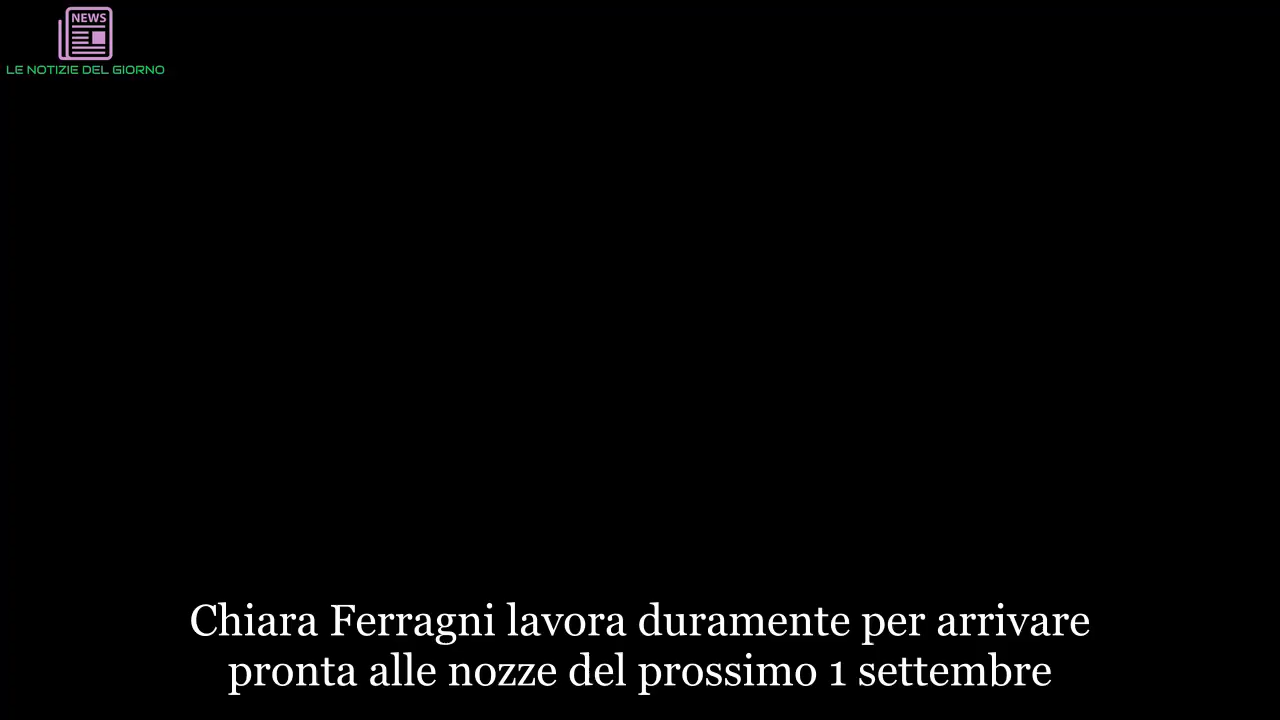 NEWS
LE NOTIZIE DEL GIORNO
Chiara Ferragni lavora duramente per arrivare
pronta alle nozze del prossimo 1 settembre